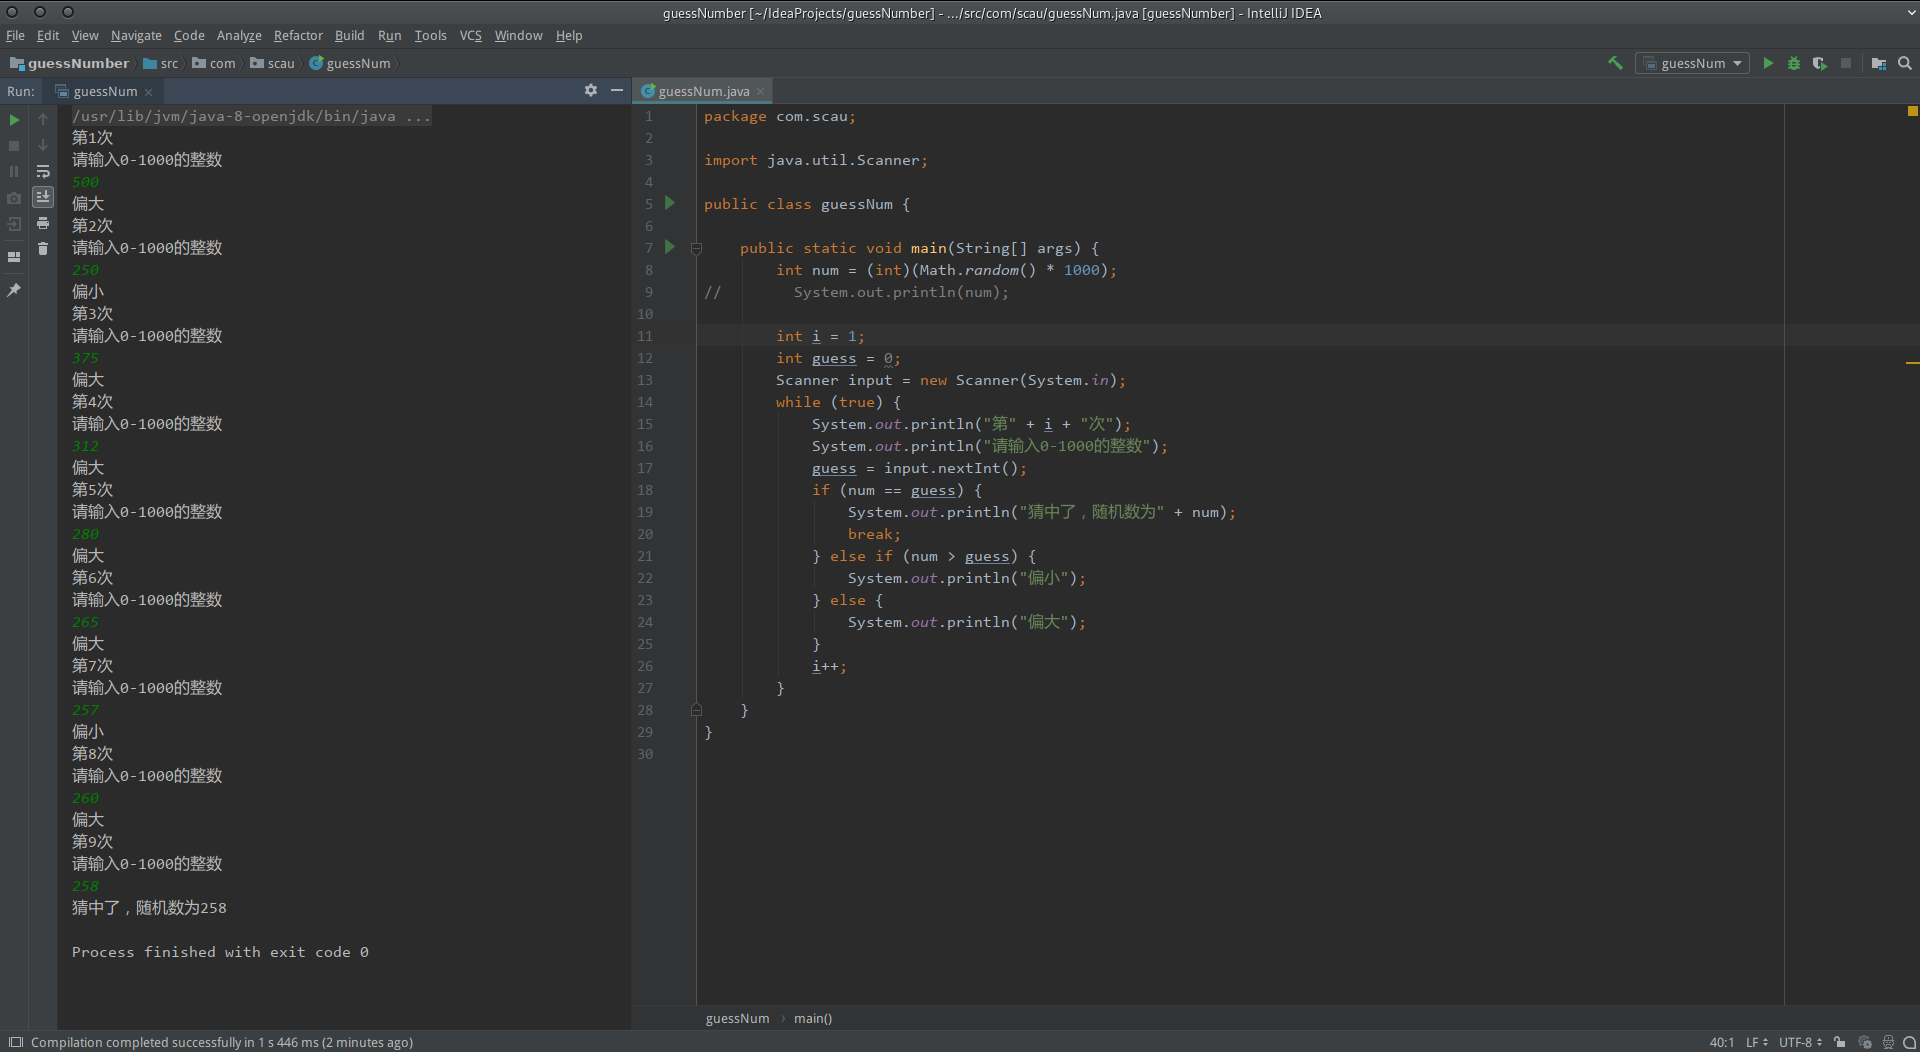 guessNumber [~/IdeaProjects/guessNumber] - .../src/com/scau/guessNum.java [guessNumber] - IntelliJ IDEA
File Edit View Navigate Code Analyze Refactor Build Run Tools VCS Window Help
guessNumber src com scau guessNum
guessNum
Run: guessNum
/usr/lib/jvm/java-8-openjdk/bin/java ...
第1次
请输入0-1000的整数
500
偏大
第2次
请输入0-1000的整数
250
偏小
第3次
请输入0-1000的整数
375
偏大
第4次
请输入0-1000的整数
312
偏大
第5次
请输入0-1000的整数
280
偏大
第6次
请输入0-1000的整数
265
偏大
第7次
请输入0-1000的整数
257
偏小
第8次
请输入0-1000的整数
260
偏大
第9次
请输入0-1000的整数
258
猜中了，随机数为258
Process finished with exit code 0
guessNum.java
1 package com.scau;
2
3 import java.util.Scanner;
4
5 public class guessNum {
6
7 public static void main(String[] args) {
8 int num = (int)(Math.random() * 1000);
9 // System.out.println(num);
10
11 int i = 1;
12 int guess = 0;
13 Scanner input = new Scanner(System.in);
14 while (true) {
15 System.out.println("第" + i + "次");
16 System.out.println("请输入0-1000的整数");
17 guess = input.nextInt();
18 if (num == guess) {
19 System.out.println("猜中了，随机数为" + num);
20 break;
21 } else if (num > guess) {
22 System.out.println("偏小");
23 } else {
24 System.out.println("偏大");
25 }
26 i++;
27 }
28 }
29 }
30
guessNum main()
Compilation completed successfully in 1 s 446 ms (2 minutes ago)
40:1 LF UTF-8